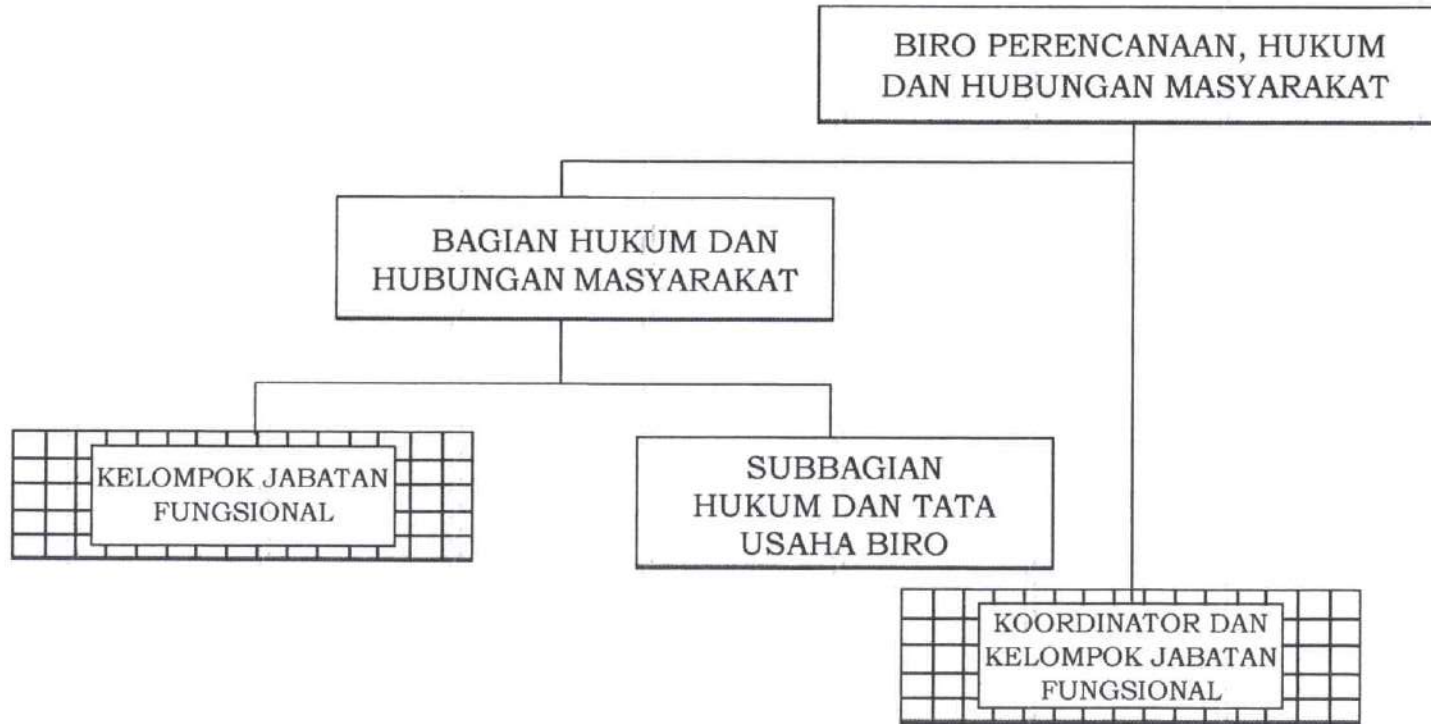 BIRO PERENCANAAN, HUKUM
DAN HUBUNGAN MASYARAKAT
BAGIAN HUKUM DAN
HUBUNGAN MASYARAKAT
KELOMPOK JABATAN
FUNGSIONAL
SUBBAGIAN
HUKUM DAN TATA
USAHA BIRO
KOORDINATOR DAN
KELOMPOK JABATAN
FUNGSIONAL